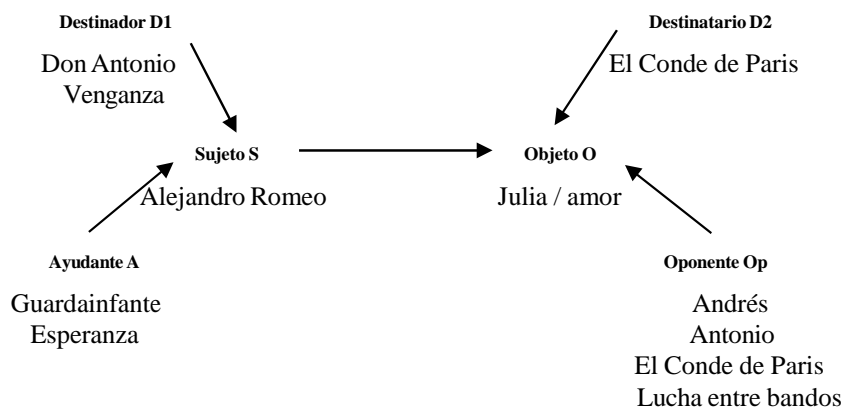 Destinador D1
Destinatario D2
Don Antonio
Venganza
El Conde de Paris
Sujeto S
Objeto O
Alejandro Romeo
Julia / amor
Ayudante A
Oponente Op
Guardainfante
Esperanza
Andrés
Antonio
El Conde de Paris
Lucha entre bandos